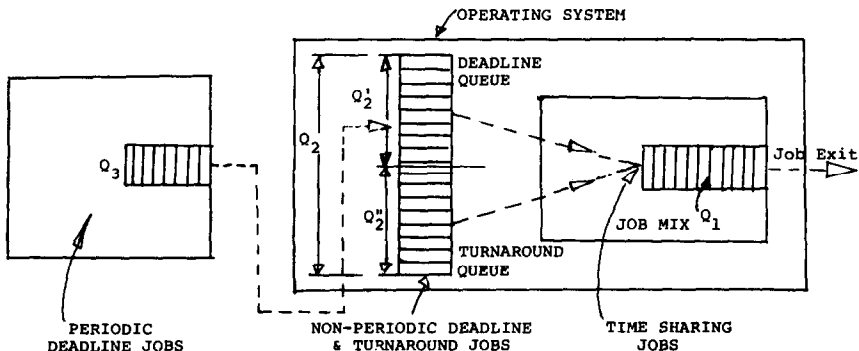 OPERATING SYSTEM
DEADLINE
QUEUE
Q2'
Q2
Q3
Job Exit
Q2"
JOB MIX Q1
TURNAROUND
QUEUE
PERIODIC
DEADLINE JOBS
NON-PERIODIC DEADLINE
& TURNAROUND JOBS
TIME SHARING
JOBS